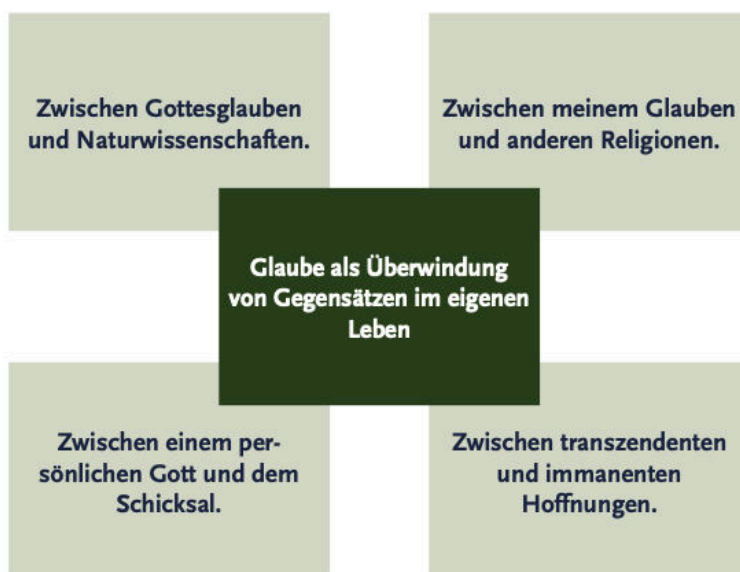 Zwischen Gottesglauben
und Naturwissenschaften.
Zwischen meinem Glauben
und anderen Religionen.
Glaube als Überwindung
von Gegensätzen im eigenen
Leben
Zwischen einem per-
sönlichen Gott und dem
Schicksal.
Zwischen transzendenten
und immanenten
Hoffnungen.